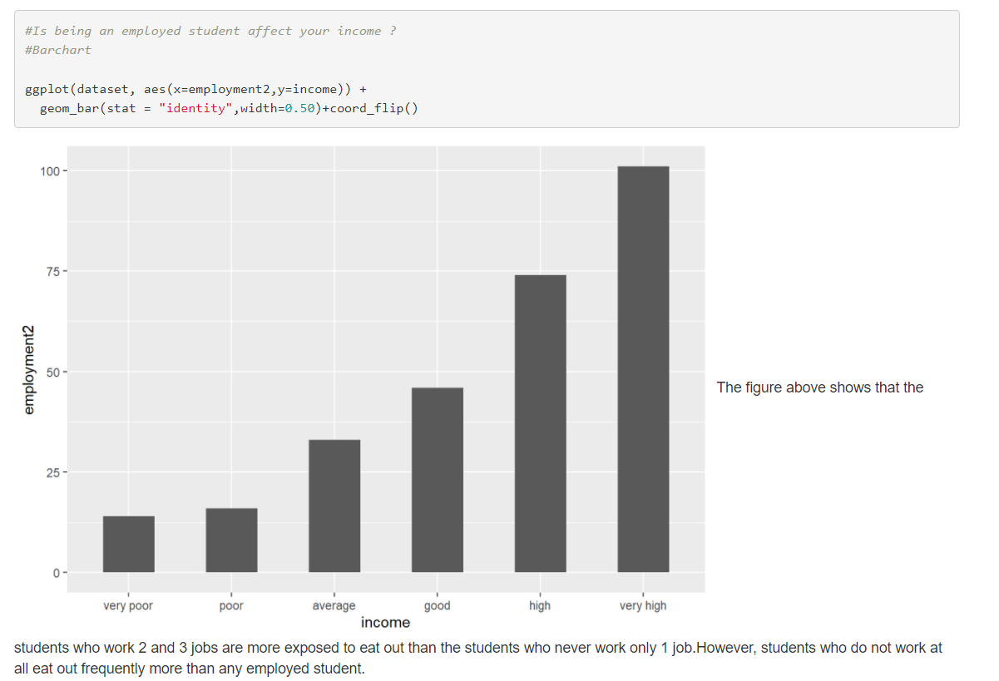 #Is being an employed student affect your income ?
#Barchart
ggplot(dataset, aes(x=employment2,y=income)) +
  geom_bar(stat = "identity",width=0.50)+coord_flip()
100
75
50
25
0
employment2
very poor poor average good high very high
income
The figure above shows that the
students who work 2 and 3 jobs are more exposed to eat out than the students who never work only 1 job.However, students who do not work at
all eat out frequently more than any employed student.